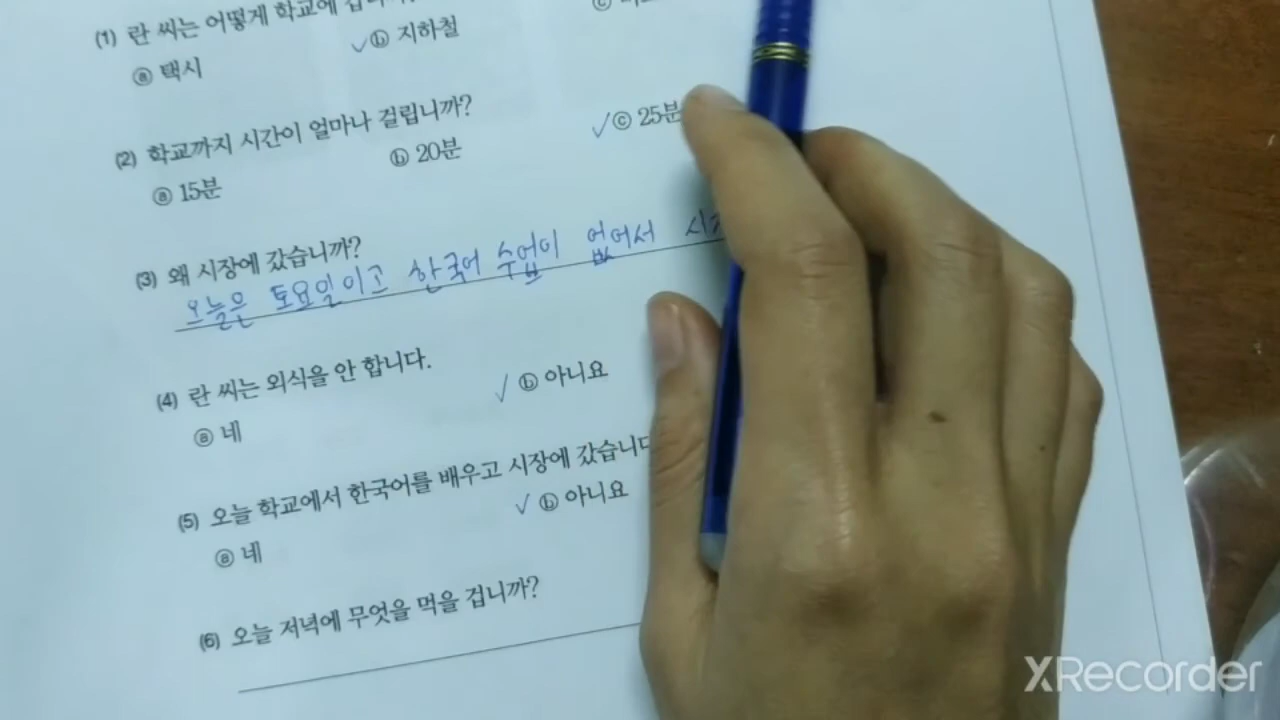 (1) 란 씨는 어떻게 학교에
ⓐ 택시 ✓ⓑ 지하철 ⓒ
(2) 학교까지 시간이 얼마나 걸립니까?
ⓐ 15분 ⓑ 20분 ✓ⓒ 25분
(3) 왜 시장에 갔습니까?
오늘은 토요일이고 한국어 수업이 없어서
(4) 란 씨는 외식을 안 합니다.
ⓐ 네 ✓ⓑ 아니요
(5) 오늘 학교에서 한국어를 배우고 시장에 갔습니다
ⓐ 네 ✓ⓑ 아니요
(6) 오늘 저녁에 무엇을 먹을 겁니까?
XRecorder